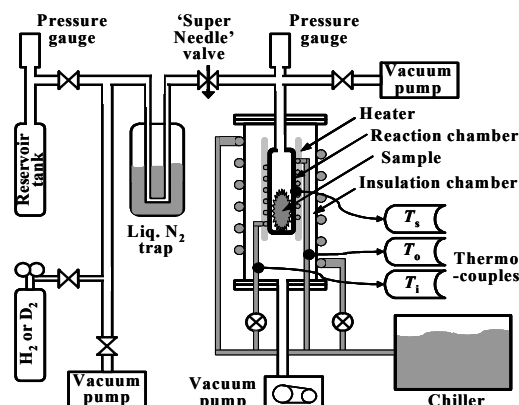 Pressure
gauge
‘Super
Needle’
valve
Pressure
gauge
Vacuum
pump
Heater
Reaction chamber
Sample
Insulation chamber
Reservoir
tank
Liq. N2
trap
Ts
To
Ti
Thermo
-couples
H2 or D2
Vacuum
pump
Vacuum
pump
Chiller